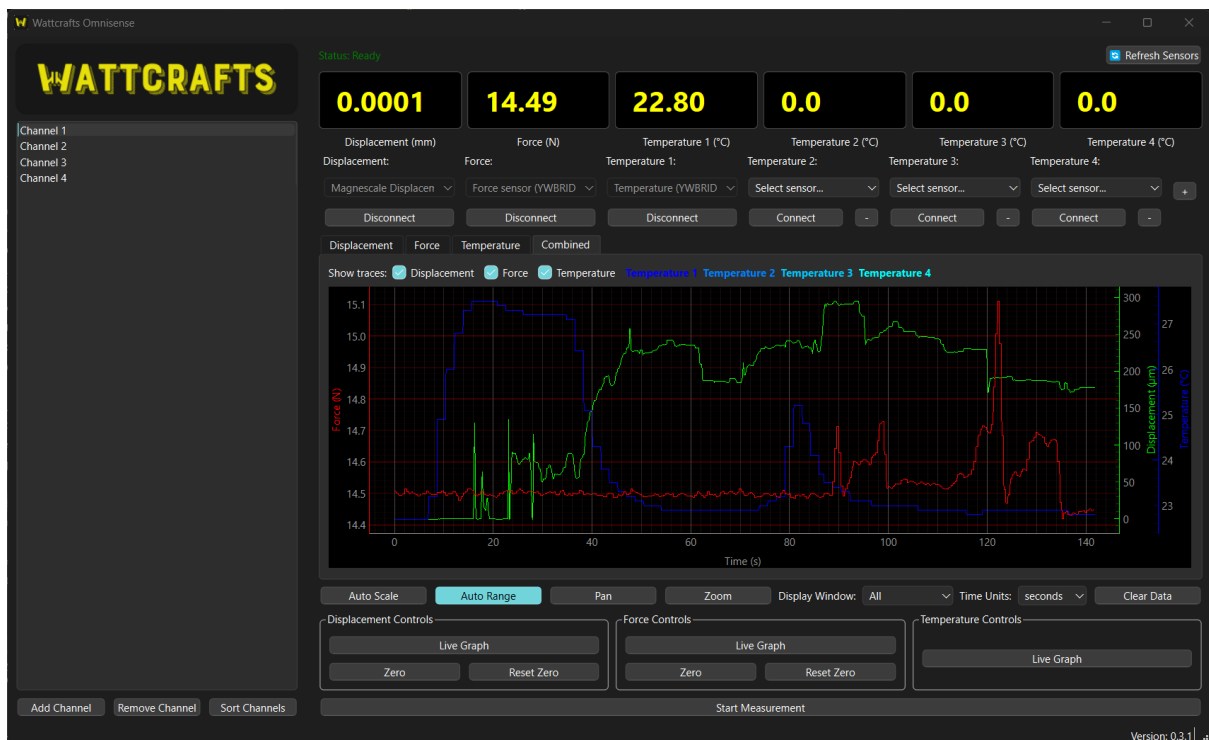 Wattcrafts Omnisense
WATTCRAFTS
Channel 1
Channel 2
Channel 3
Channel 4
Add Channel Remove Channel Sort Channels
Status: Ready
Refresh Sensors
0.0001 14.49 22.80 0.0 0.0 0.0
Displacement (mm) Force (N) Temperature 1 (°C) Temperature 2 (°C) Temperature 3 (°C) Temperature 4 (°C)
Displacement: Force: Temperature 1: Temperature 2: Temperature 3: Temperature 4:
Magnescale Displacen Force sensor (YWBRID Temperature (YWBRID Select sensor... Select sensor... Select sensor... +
Disconnect Disconnect Disconnect Connect - Connect - Connect -
Displacement Force Temperature Combined
Show traces: Displacement Force Temperature Temperature 1 Temperature 2 Temperature 3 Temperature 4
Force (N)
15.1
15.0
14.9
14.8
14.7
14.6
14.5
14.4
300
250
200
150
100
50
0
Displacement (µm)
27
26
25
24
23
Temperature (°C)
0 20 40 60 80 100 120 140
Time (s)
Auto Scale Auto Range Pan Zoom Display Window: All Time Units: seconds Clear Data
Displacement Controls
Live Graph
Zero Reset Zero
Force Controls
Live Graph
Zero Reset Zero
Temperature Controls
Live Graph
Start Measurement
Version: 0.3.1